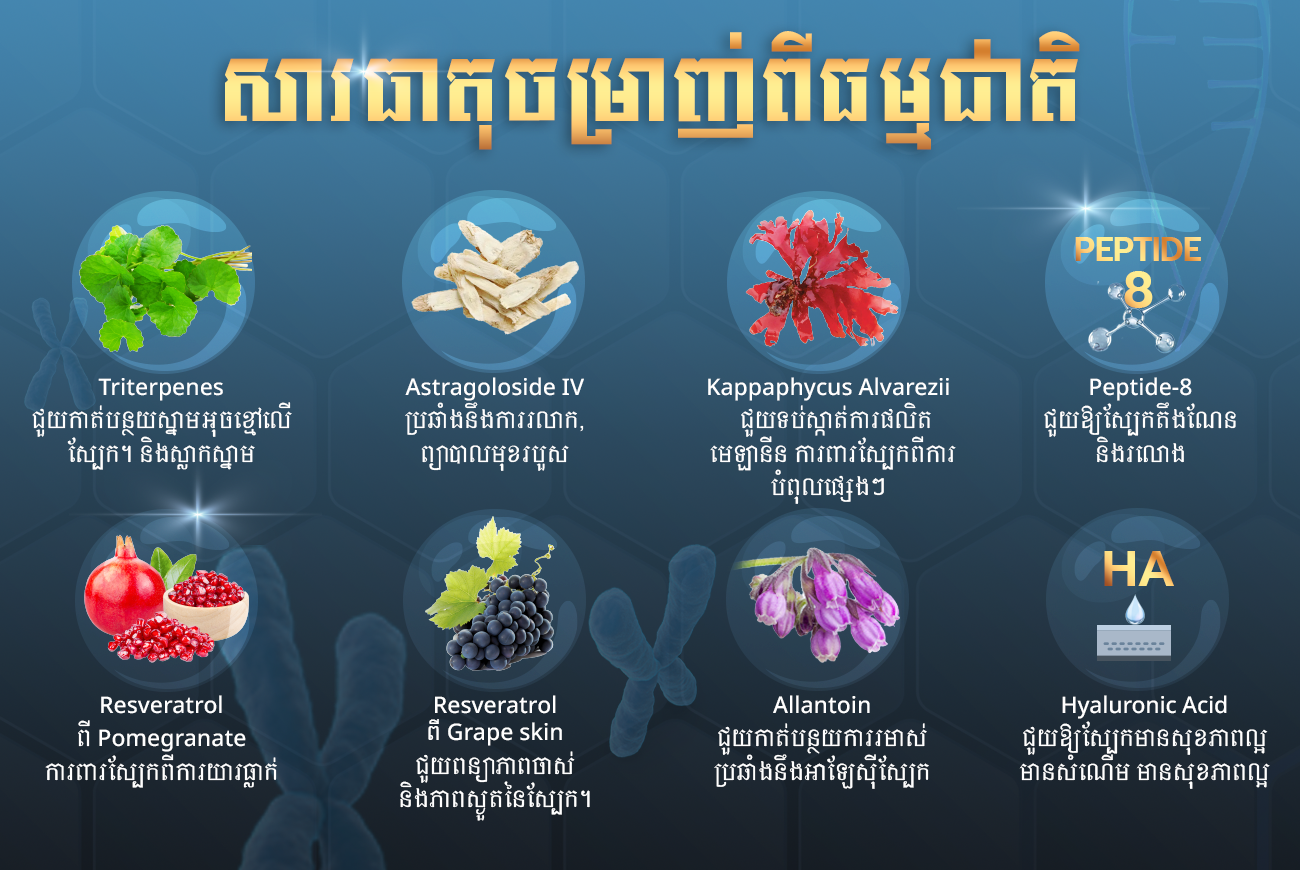 សារធាតុចម្រាញ់ពីធម្មជាតិ
PEPTIDE
8
Triterpenes
ជួយកាត់បន្ថយស្នាមអុចខ្មៅលើ
ស្បែក។ និងស្លាកស្នាម
Astragoloside IV
ប្រឆាំងនឹងការរលាក,
ព្យាបាលមុខរបួស
Kappaphycus Alvarezii
ជួយទប់ស្កាត់ការផលិត
មេឡានីន ការពារស្បែកពីការ
បំពុលផ្សេងៗ
Peptide-8
ជួយឱ្យស្បែកតឹងណែន
និងរលោង
HA
Resveratrol
ពី Pomegranate
ការពារស្បែកពីការយារធ្លាក់
Resveratrol
ពី Grape skin
ជួយពន្យាភាពចាស់
និងភាពស្ងួតនៃស្បែក។
Allantoin
ជួយកាត់បន្ថយការរមាស់
ប្រឆាំងនឹងអាឡែស៊ីស្បែក
Hyaluronic Acid
ជួយឱ្យស្បែកមានសុខភាពល្អ
មានសំណើម មានសុខភាពល្អ